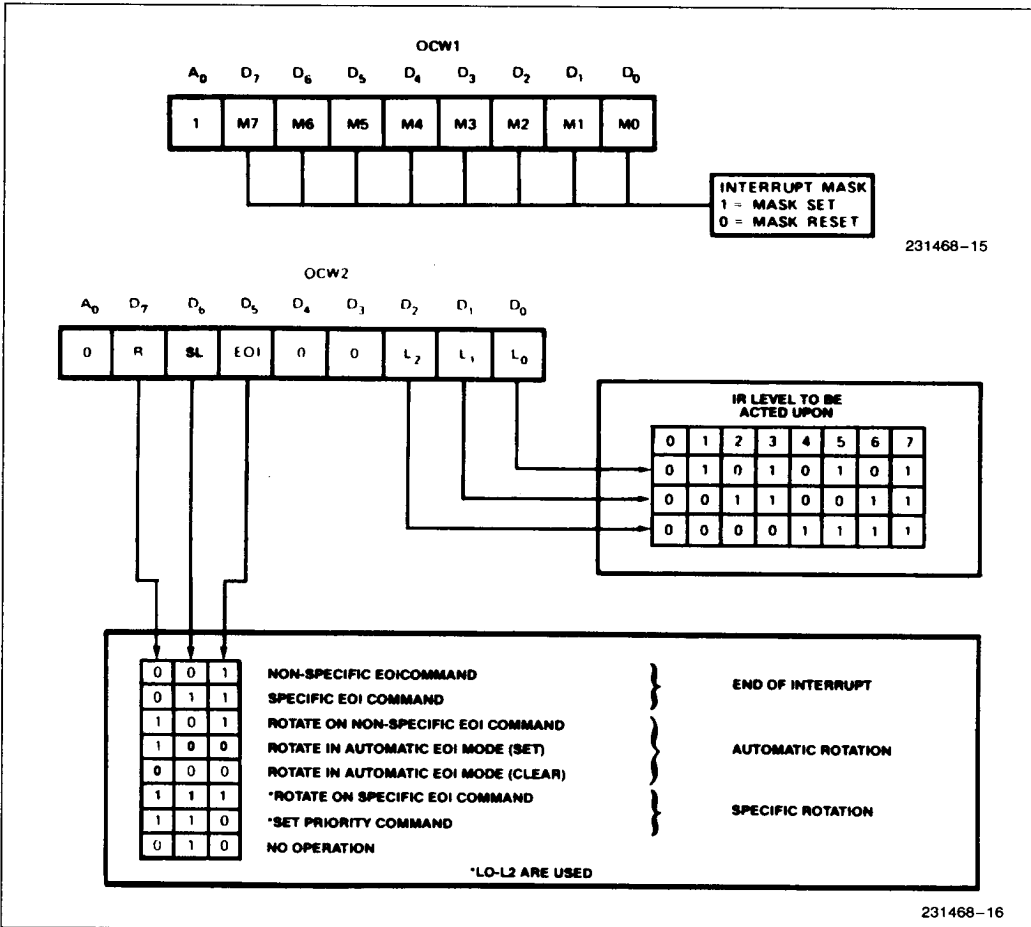 OCW1
A0 D7 D6 D5 D4 D3 D2 D1 D0
1 M7 M6 M5 M4 M3 M2 M1 M0
INTERRUPT MASK
1 = MASK SET
0 = MASK RESET
231468-15
OCW2
A0 D7 D6 D5 D4 D3 D2 D1 D0
0 R SL EOI 0 0 L2 L1 L0
IR LEVEL TO BE
ACTED UPON
0 1 2 3 4 5 6 7
0 1 0 1 0 1 0 1
0 0 1 1 0 0 1 1
0 0 0 0 1 1 1 1
0 0 1 NON-SPECIFIC EOICOMMAND
0 1 1 SPECIFIC EOI COMMAND
END OF INTERRUPT
1 0 1 ROTATE ON NON-SPECIFIC EOI COMMAND
1 0 0 ROTATE IN AUTOMATIC EOI MODE (SET)
0 0 0 ROTATE IN AUTOMATIC EOI MODE (CLEAR)
AUTOMATIC ROTATION
1 1 1 *ROTATE ON SPECIFIC EOI COMMAND
1 1 0 *SET PRIORITY COMMAND
SPECIFIC ROTATION
0 1 0 NO OPERATION
*LO-L2 ARE USED
231468-16